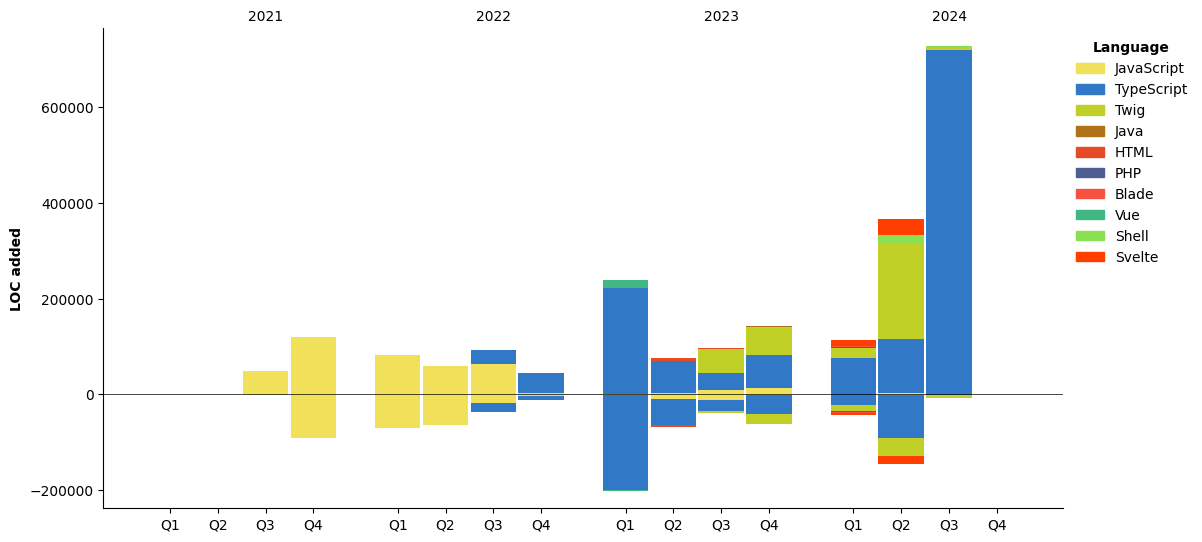 2021 2022 2023 2024
Language
JavaScript
TypeScript
Twig
Java
HTML
PHP
Blade
Vue
Shell
Svelte
LOC added
600000
400000
200000
0
−200000
Q1 Q2 Q3 Q4 Q1 Q2 Q3 Q4 Q1 Q2 Q3 Q4 Q1 Q2 Q3 Q4